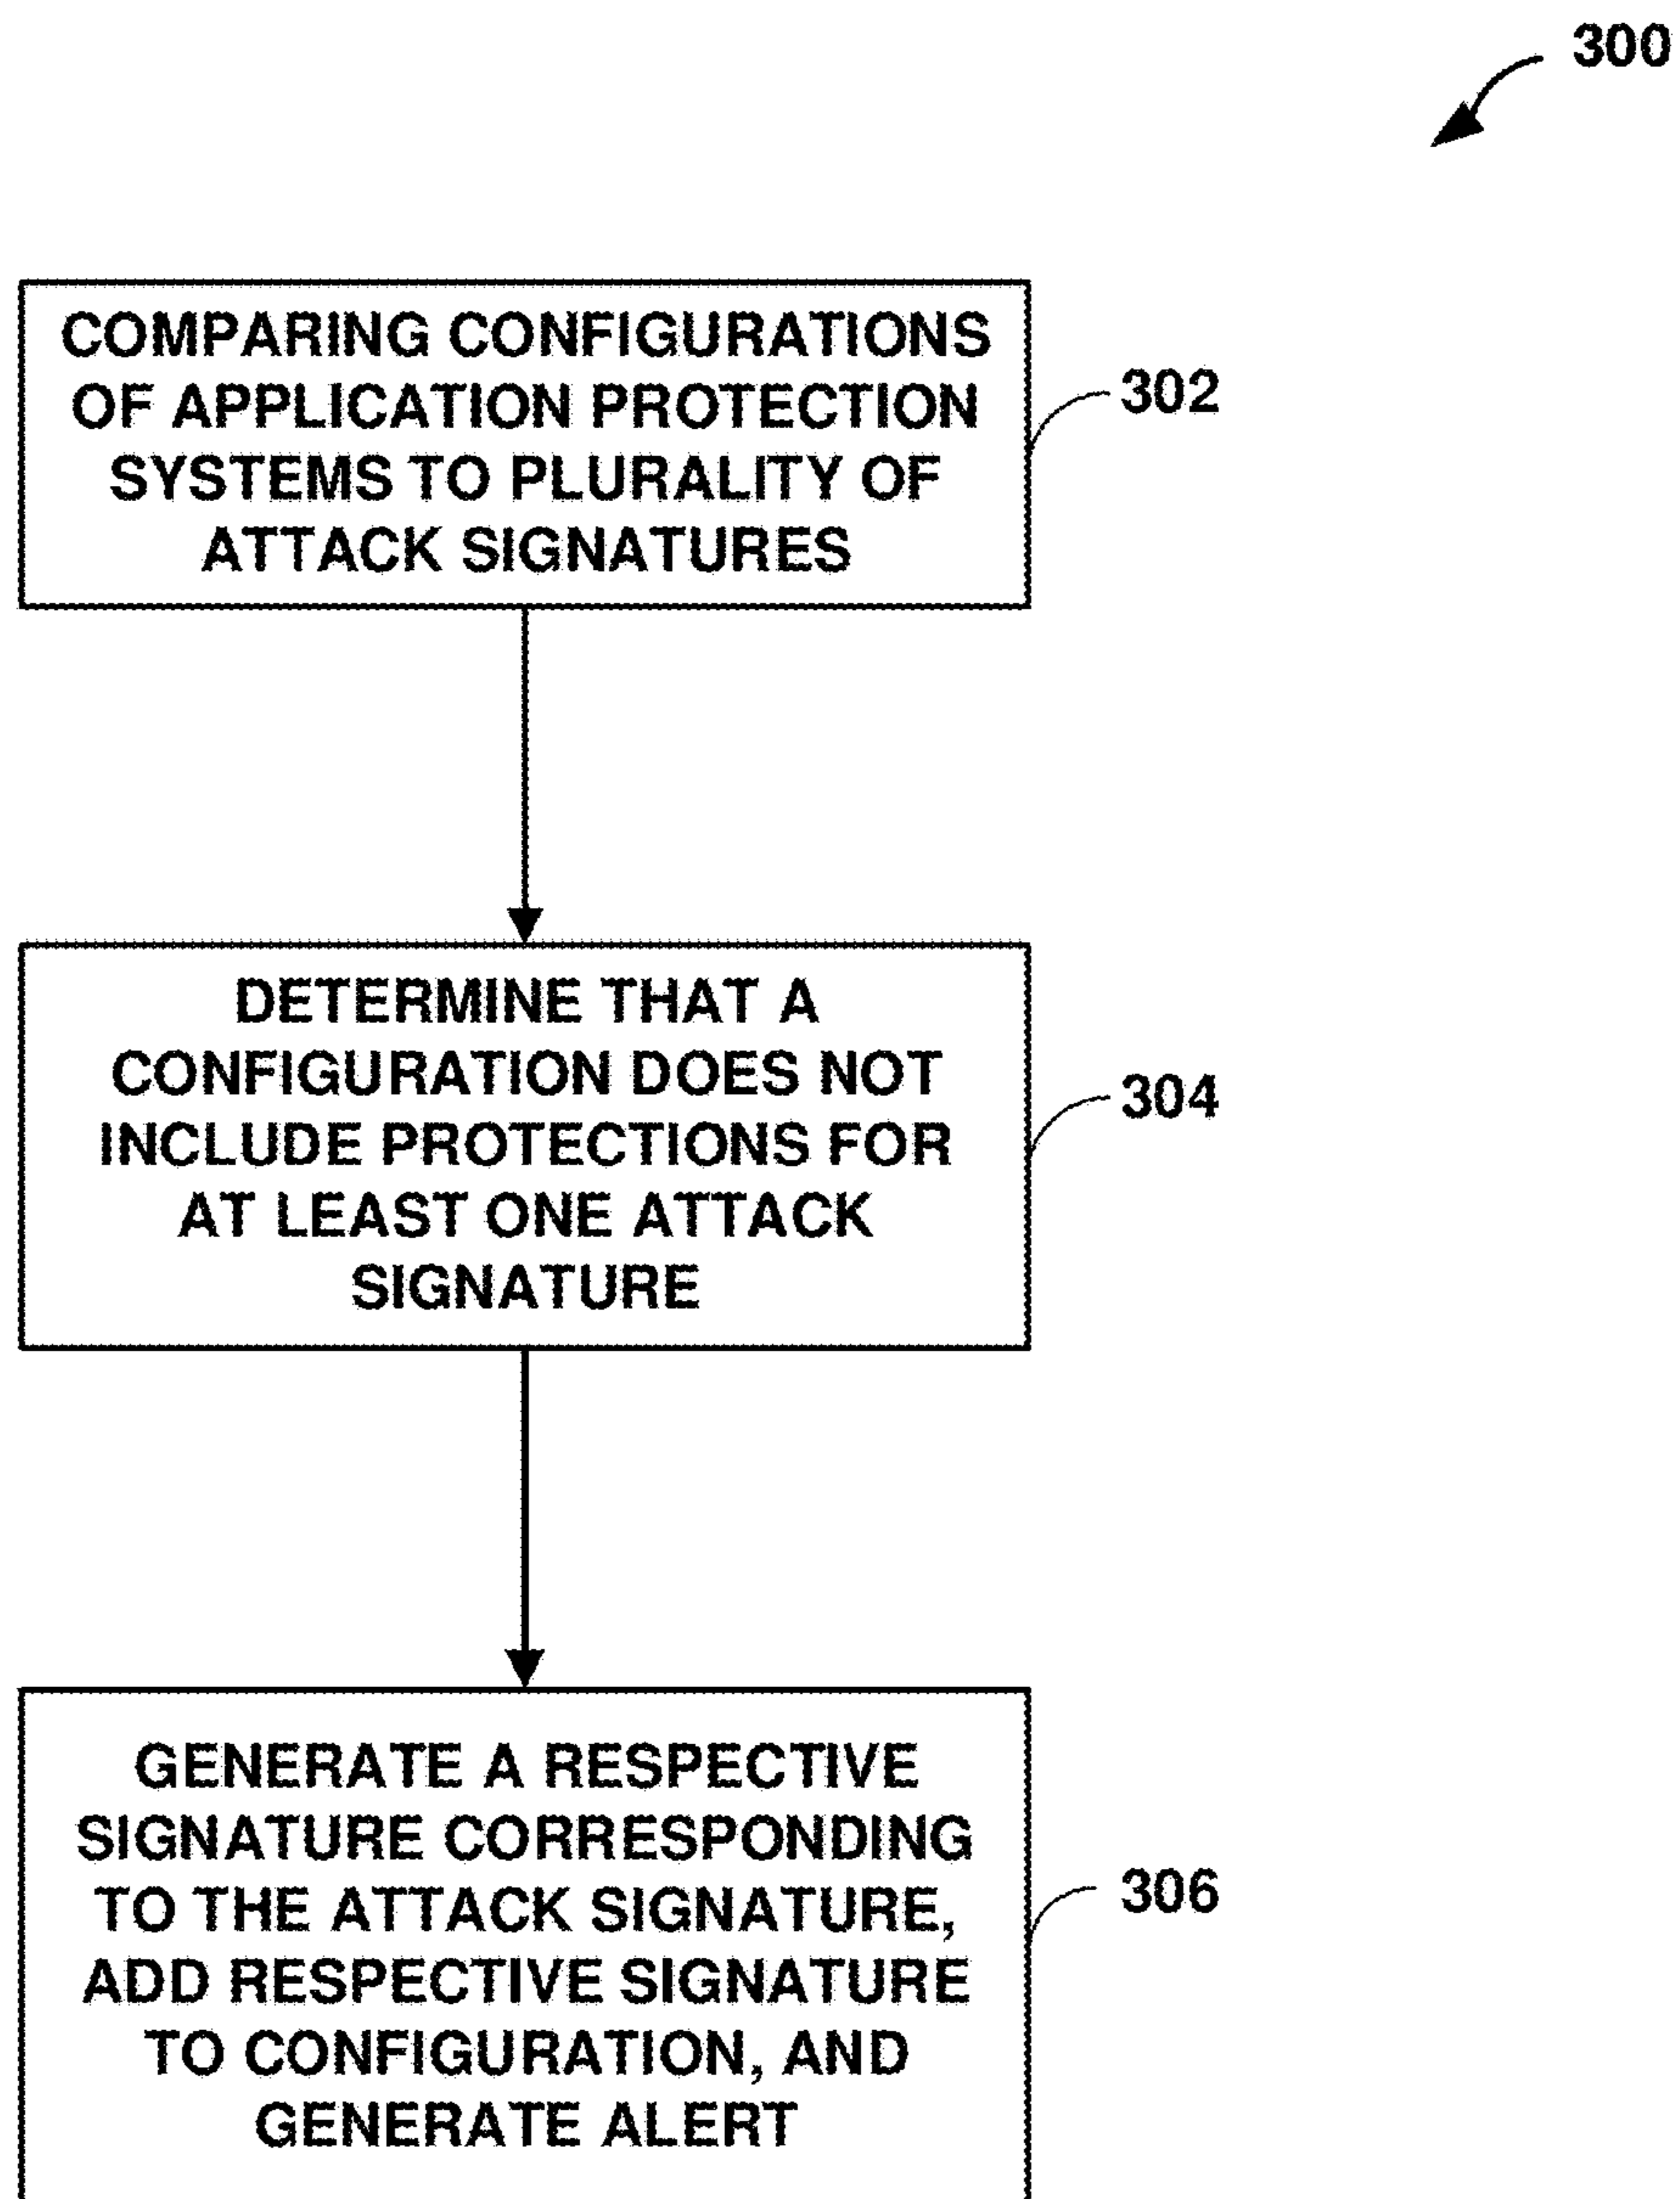 300
COMPARING CONFIGURATIONS
OF APPLICATION PROTECTION
SYSTEMS TO PLURALITY OF
ATTACK SIGNATURES
302
DETERMINE THAT A
CONFIGURATION DOES NOT
INCLUDE PROTECTIONS FOR
AT LEAST ONE ATTACK
SIGNATURE
304
GENERATE A RESPECTIVE
SIGNATURE CORRESPONDING
TO THE ATTACK SIGNATURE,
ADD RESPECTIVE SIGNATURE
TO CONFIGURATION, AND
GENERATE ALERT
306